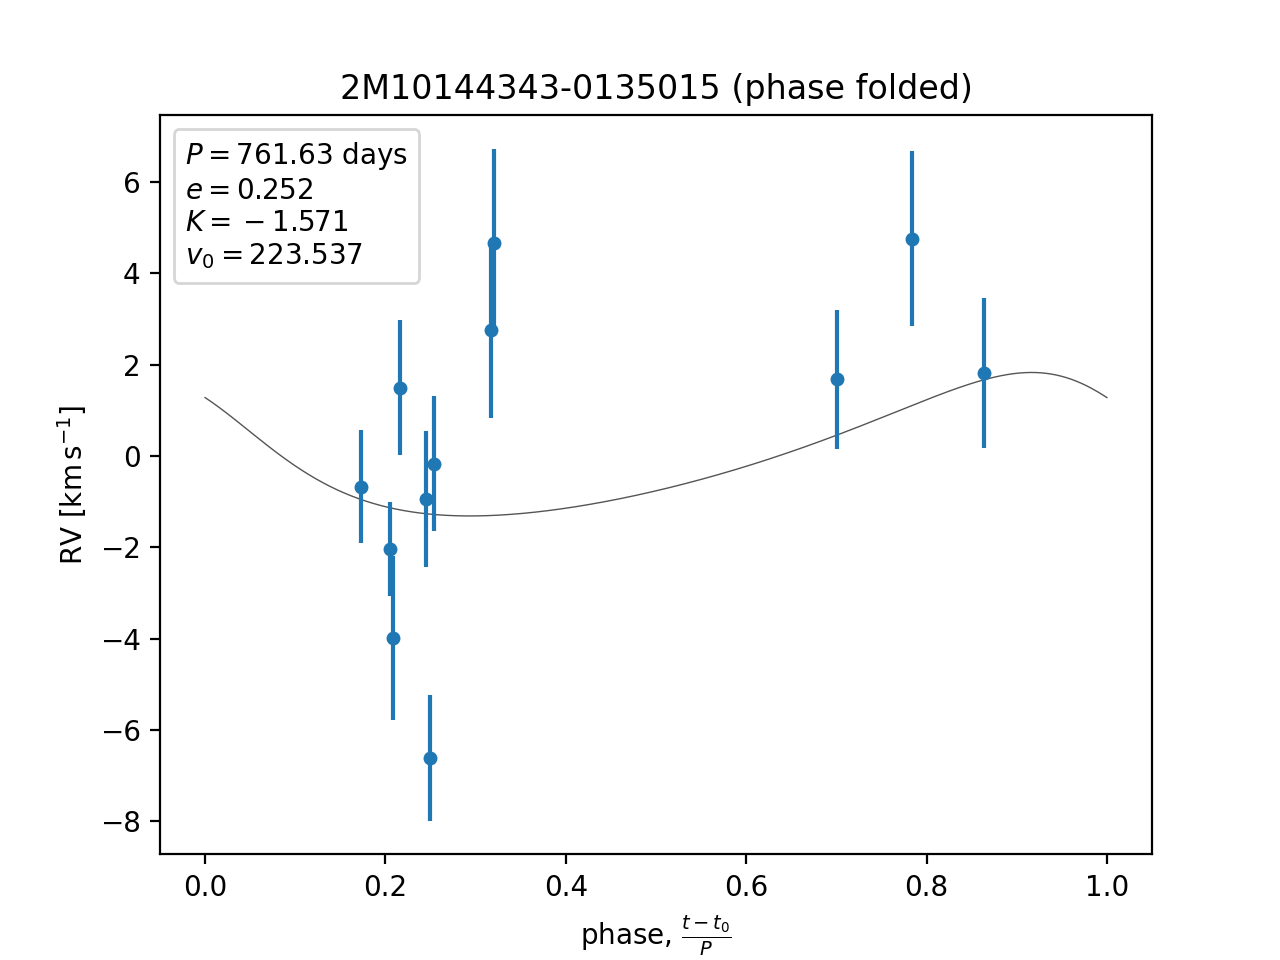 2M10144343-0135015 (phase folded)
P = 761.63 days
e = 0.252
K = −1.571
v₀ = 223.537
6
4
2
0
−2
−4
−6
−8
RV [km s⁻¹]
0.0 0.2 0.4 0.6 0.8 1.0
phase, (t − t₀)/P